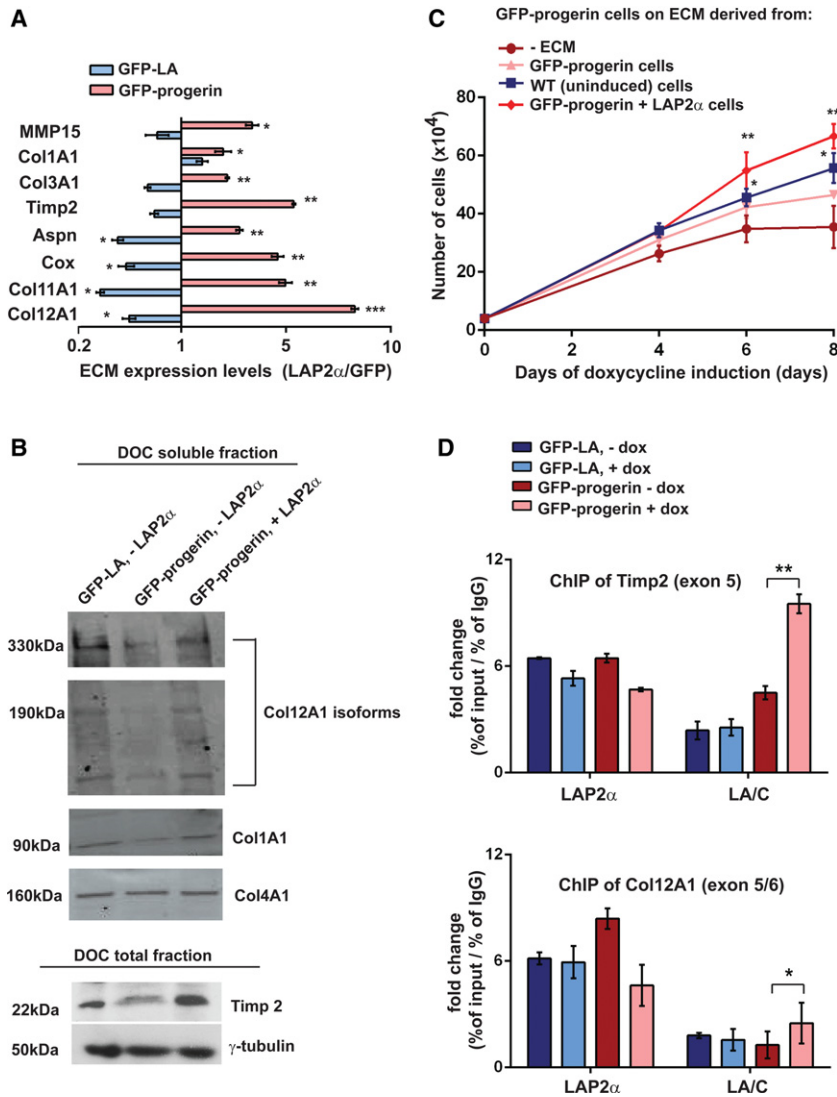 A
GFP-LA
GFP-progerin
MMP15
*
Col1A1
*
Col3A1
**
Timp2
**
Aspn
*
**
Cox
*
**
Col11A1
*
**
Col12A1
*
***
0.2
1
5
10
ECM expression levels (LAP2α/GFP)
B
DOC soluble fraction
GFP-LA, - LAP2α
GFP-progerin, - LAP2α
GFP-progerin, + LAP2α
330kDa
190kDa
Col12A1 isoforms
90kDa
Col1A1
160kDa
Col4A1
DOC total fraction
22kDa
Timp 2
50kDa
γ-tubulin
C
GFP-progerin cells on ECM derived from:
- ECM
GFP-progerin cells
WT (uninduced) cells
GFP-progerin + LAP2α cells
Number of cells (x10⁴)
80
60
40
20
0
**
*
**
*
0
2
4
6
8
Days of doxycycline induction (days)
D
GFP-LA, - dox
GFP-LA, + dox
GFP-progerin - dox
GFP-progerin + dox
ChIP of Timp2 (exon 5)
fold change
(%of input / % of IgG)
12
6
0
**
LAP2α
LA/C
ChIP of Col12A1 (exon 5/6)
fold change
(%of input / % of IgG)
12
6
0
*
LAP2α
LA/C